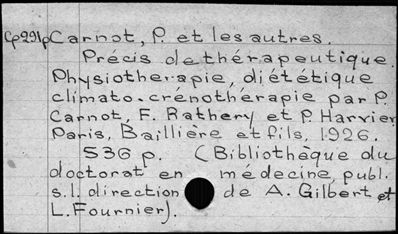 Cp291p Carnot, P. et les autres.
Précis de thérapeutique.
Physiothérapie, diététique
climato-crénothérapie par P.
Carnot, F. Rathery et P. Harvier
Paris, Baillière et fils, 1926.
536 p. (Bibliothèque du
doctorat en médecine, publ.
s.l. direction de A. Gilbert et
L. Fournier).